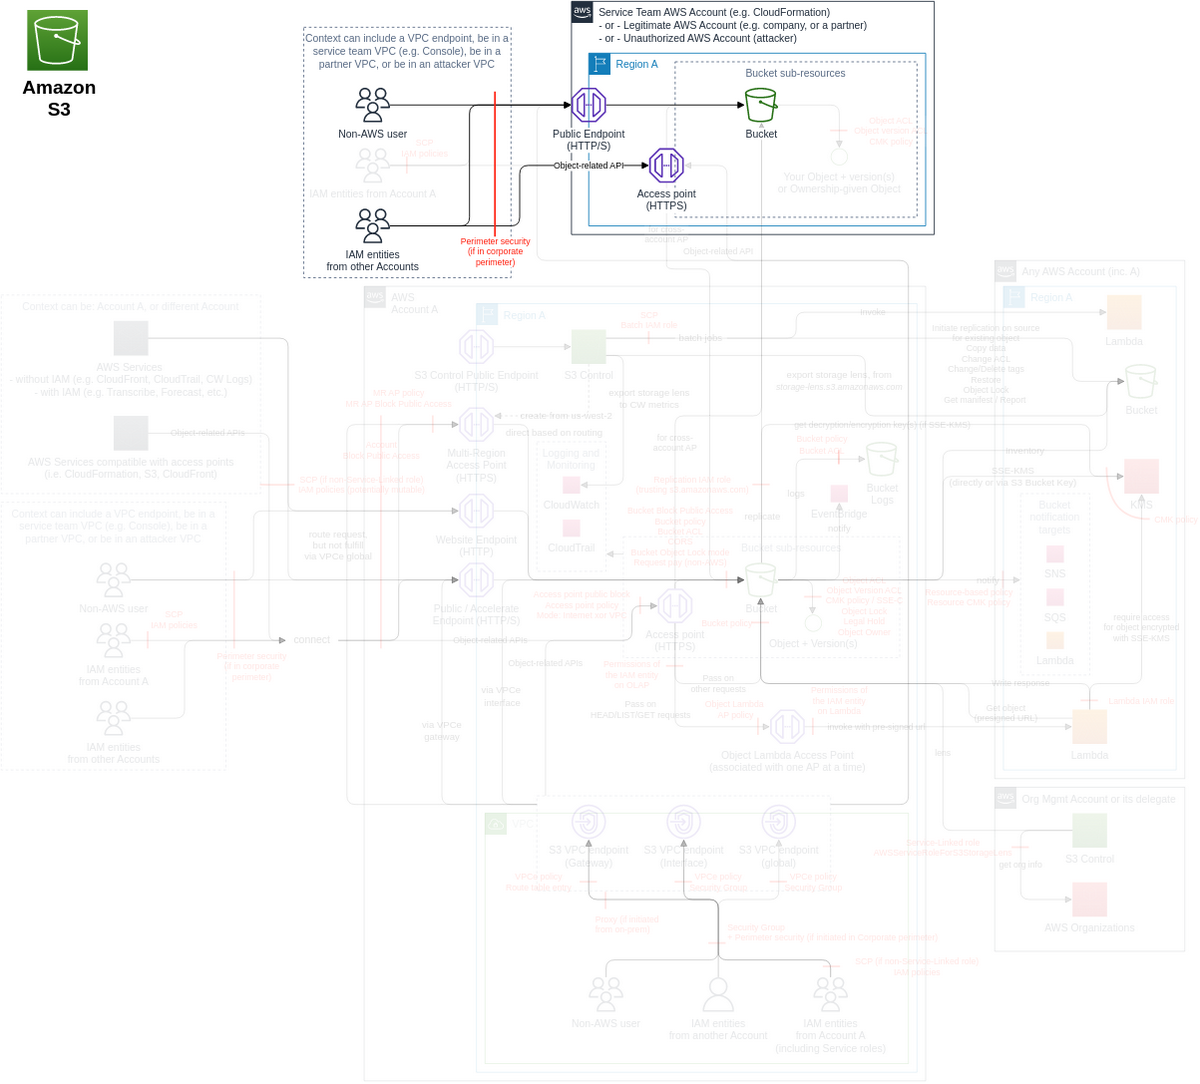 Amazon
S3
Context can include a VPC endpoint, be in a
service team VPC (e.g. Console), be in a
partner VPC, or be in an attacker VPC
Non-AWS user
SCP
IAM policies
IAM entities from Account A
IAM entities
from other Accounts
Perimeter security
(if in corporate
perimeter)
aws
Service Team AWS Account (e.g. CloudFormation)
- or - Legitimate AWS Account (e.g. company, or a partner)
- or - Unauthorized AWS Account (attacker)
Region A
Bucket sub-resources
Public Endpoint
(HTTP/S)
Bucket
Object-related API
Access point
(HTTPS)
Object ACL
Object version ACL
CMK policy
Your Object + version(s)
or Ownership-given Object
for cross-
account AP
Object-related API
Context can be: Account A, or different Account
AWS Services
- without IAM (e.g. CloudFront, CloudTrail, CW Logs)
- with IAM (e.g. Transcribe, Forecast, etc.)
Object-related APIs
AWS Services compatible with access points
(i.e. CloudFormation, S3, CloudFront)
SCP (if non-Service-Linked role)
IAM policies (potentially mutable)
Context can include a VPC endpoint, be in a
service team VPC (e.g. Console), be in a
partner VPC, or be in an attacker VPC
Non-AWS user
SCP
IAM policies
IAM entities
from Account A
IAM entities
from other Accounts
Perimeter security
(if in corporate
perimeter)
route request,
but not fulfill
via VPCe global
connect
aws
AWS
Account A
Region A
S3 Control Public Endpoint
(HTTP/S)
S3 Control
SCP
Batch IAM role
batch jobs
invoke
MR AP policy
MR AP Block Public Access
Account
Block Public Access
create from us-west-2
direct based on routing
Multi-Region
Access Point
(HTTPS)
Website Endpoint
(HTTP)
Public / Accelerate
Endpoint (HTTP/S)
Object-related APIs
Object-related APIs
export storage lens
to CW metrics
export storage lens, from
storage-lens.s3.amazonaws.com
Logging and
Monitoring
CloudWatch
CloudTrail
for cross-
account AP
get decryption/encryption key(s) (if SSE-KMS)
Bucket policy
Bucket ACL
Bucket
Logs
logs
EventBridge
notify
replicate
Replication IAM role
(trusting s3.amazonaws.com)
Bucket Block Public Access
Bucket policy
Bucket ACL
CORS
Bucket Object Lock mode
Request pay (non-AWS)
Bucket sub-resources
Bucket
Object ACL
Object Version ACL
CMK policy / SSE-C
Object Lock
Legal Hold
Object Owner
Object + Version(s)
Access point public block
Access point policy
Mode: Internet nor VPC
Access point
(HTTPS)
Bucket policy
Permissions of
the IAM entity
on OLAP
Pass on
other requests
Pass on
HEAD/LIST/GET requests
Object Lambda
AP policy
Permissions of
the IAM entity
on Lambda
invoke with pre-signed url
Object Lambda Access Point
(associated with one AP at a time)
via VPCe
interface
via VPCe
gateway
VPC
S3 VPC endpoint
(Gateway)
S3 VPC endpoint
(Interface)
S3 VPC endpoint
(global)
VPCe policy
Route table entry
VPCe policy
Security Group
VPCe policy
Security Group
Proxy (if initiated
from on-prem)
Security Group
+ Perimeter security (if initiated in Corporate perimeter)
SCP (if non-Service-Linked role)
IAM policies
Non-AWS user
IAM entities
from another Account
IAM entities
from Account A
(including Service roles)
aws
Any AWS Account (inc. A)
Region A
Lambda
Initiate replication on source
for existing object
Copy data
Change ACL
Change/Delete tags
Restore
Object Lock
Get manifest / Report
Bucket
inventory
SSE-KMS
(directly or via S3 Bucket Key)
KMS
CMK policy
Bucket
notification
targets
SNS
SQS
Lambda
notify
Resource-based policy
Resource CMK policy
require access
for object encrypted
with SSE-KMS
Write response
Get object
(presigned URL)
Lambda IAM role
Lambda
lens
aws
Org Mgmt Account or its delegate
Service-Linked role
get org info
S3 Control
AWS Organizations